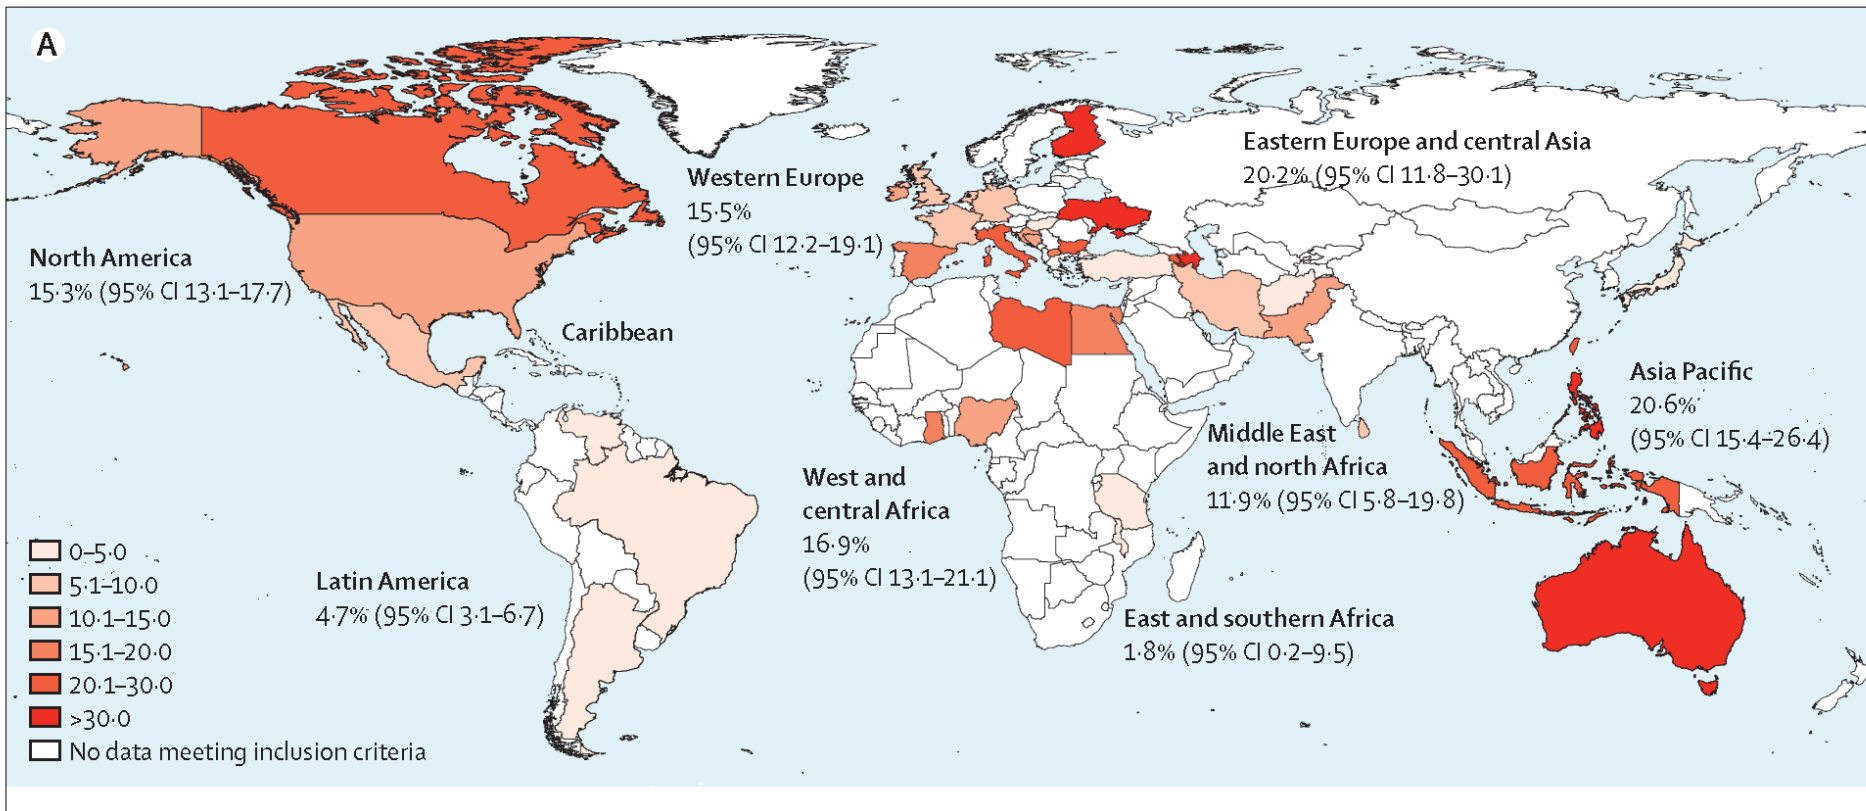 A
Western Europe
15·5%
(95% CI 12·2–19·1)
Eastern Europe and central Asia
20·2% (95% CI 11·8–30·1)
North America
15·3% (95% CI 13·1–17·7)
Caribbean
Asia Pacific
20·6%
(95% CI 15·4–26·4)
Middle East
and north Africa
11·9% (95% CI 5·8–19·8)
West and
central Africa
16·9%
(95% CI 13·1–21·1)
Latin America
4·7% (95% CI 3·1–6·7)
East and southern Africa
1·8% (95% CI 0·2–9·5)
0–5·0
5·1–10·0
10·1–15·0
15·1–20·0
20·1–30·0
>30·0
No data meeting inclusion criteria